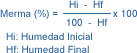 Merma (%) = Hi - Hf / 100 - Hf x 100
Hi: Humedad Inicial
Hf: Humedad Final